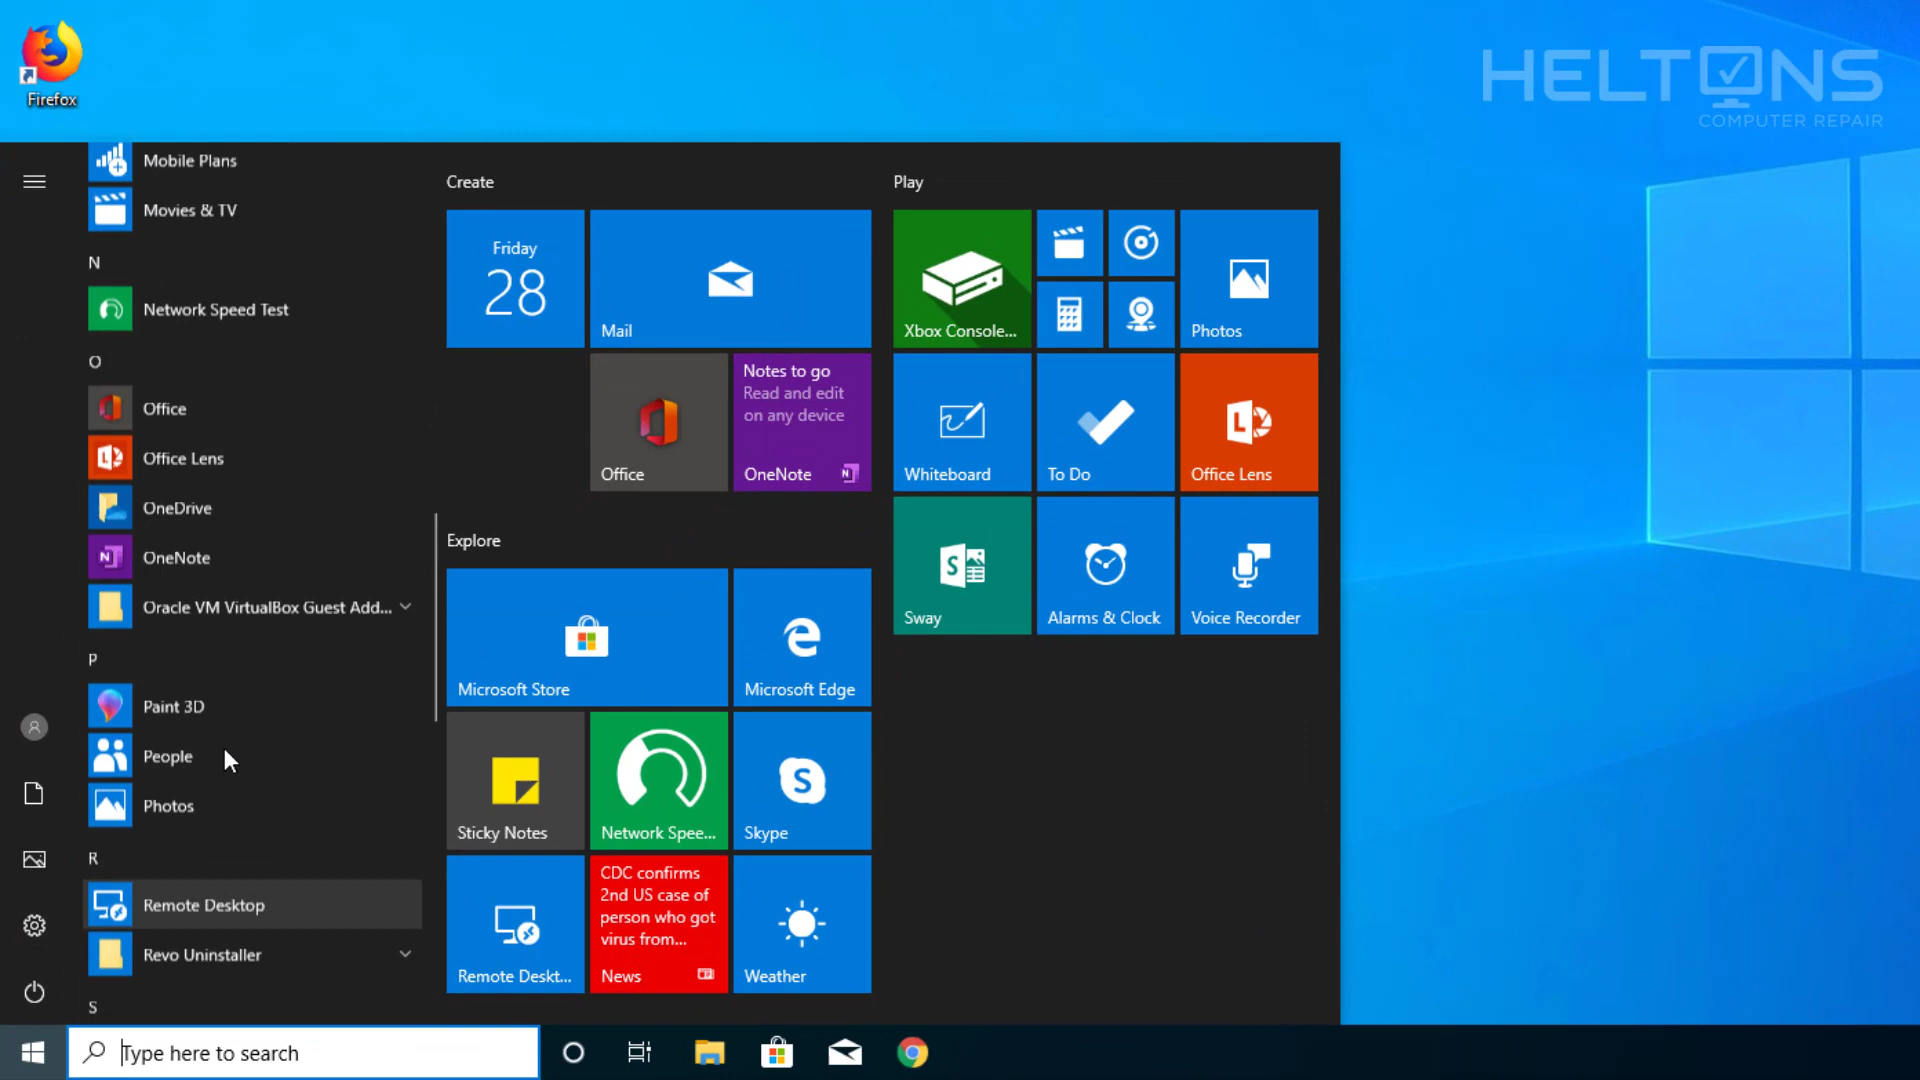 Firefox
HELTONS
COMPUTER REPAIR
Mobile Plans
Movies & TV
N
Network Speed Test
O
Office
Office Lens
OneDrive
OneNote
Oracle VM VirtualBox Guest Add...
P
Paint 3D
People
Photos
R
Remote Desktop
Revo Uninstaller
S
Create
Friday
28
Mail
Office
Notes to go
Read and edit
on any device
OneNote
Explore
Microsoft Store
Microsoft Edge
Sticky Notes
Network Spee...
Skype
Remote Deskt...
CDC confirms
2nd US case of
person who got
virus from...
News
Weather
Play
Xbox Console...
Photos
Whiteboard
To Do
Office Lens
Sway
Alarms & Clock
Voice Recorder
Type here to search